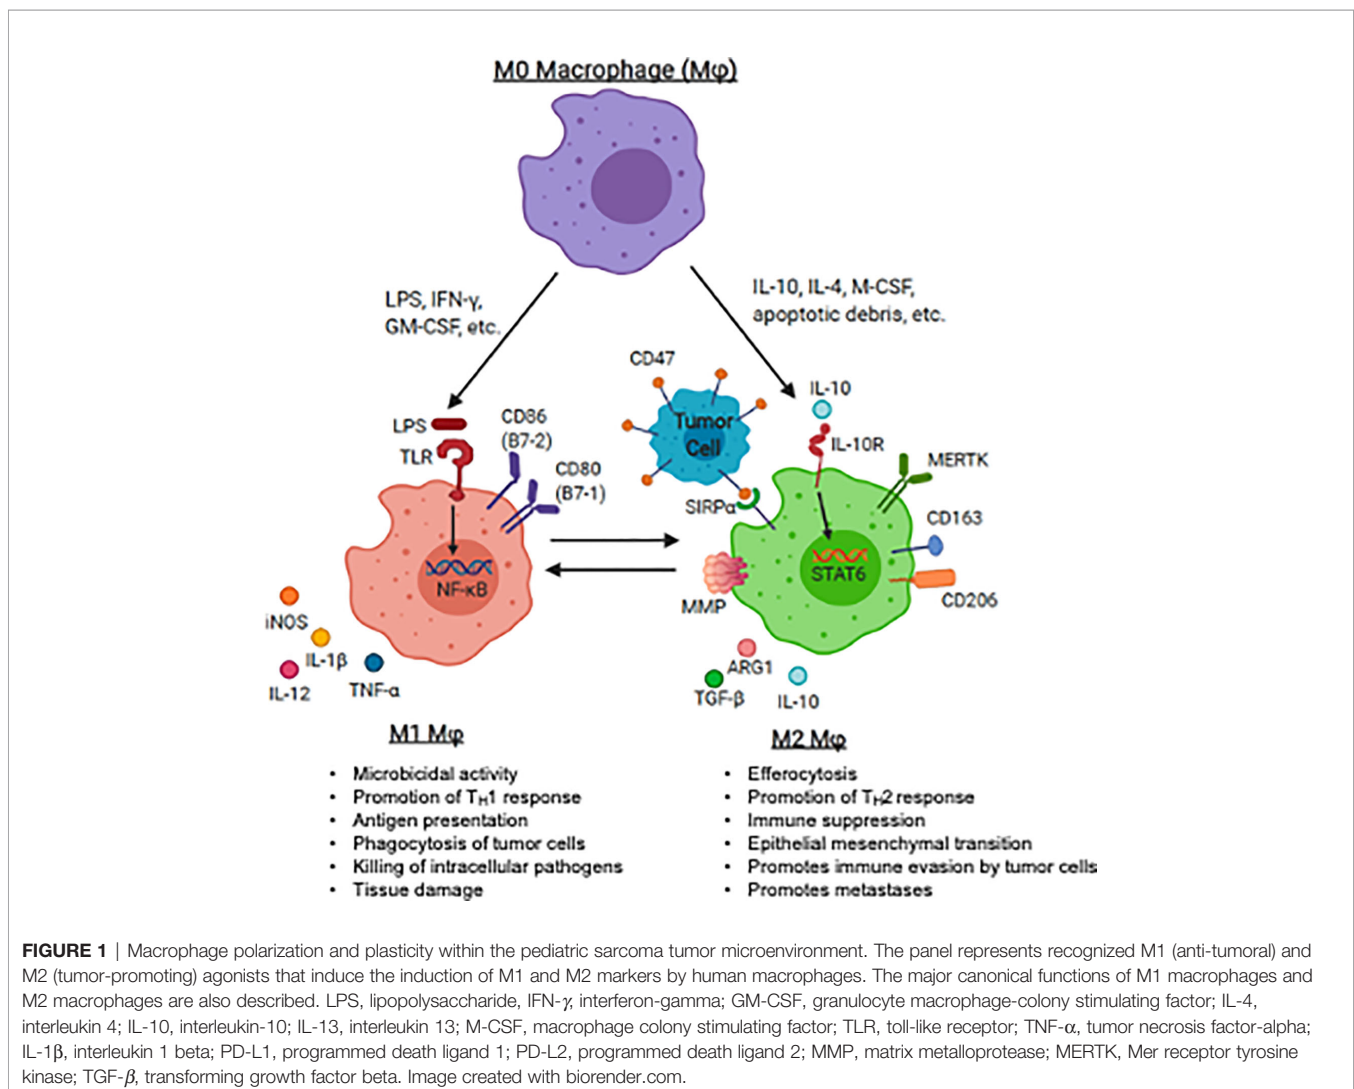 M0 Macrophage (Mφ)
LPS, IFN-γ,
GM-CSF, etc.
IL-10, IL-4, M-CSF,
apoptotic debris, etc.
CD47
IL-10
Tumor
Cell
LPS
TLR
CD86
(B7-2)
CD80
(B7-1)
IL-10R
MERTK
SIRPα
CD163
NF-κB
STAT6
MMP
CD206
iNOS
IL-1β
IL-12
TNF-α
ARG1
TGF-β
IL-10
M1 Mφ
• Microbicidal activity
• Promotion of TH1 response
• Antigen presentation
• Phagocytosis of tumor cells
• Killing of intracellular pathogens
• Tissue damage
M2 Mφ
• Efferocytosis
• Promotion of TH2 response
• Immune suppression
• Epithelial mesenchymal transition
• Promotes immune evasion by tumor cells
• Promotes metastases
FIGURE 1 | Macrophage polarization and plasticity within the pediatric sarcoma tumor microenvironment. The panel represents recognized M1 (anti-tumoral) and
M2 (tumor-promoting) agonists that induce the induction of M1 and M2 markers by human macrophages. The major canonical functions of M1 macrophages and
M2 macrophages are also described. LPS, lipopolysaccharide, IFN-γ, interferon-gamma; GM-CSF, granulocyte macrophage-colony stimulating factor; IL-4,
interleukin 4; IL-10, interleukin-10; IL-13, interleukin 13; M-CSF, macrophage colony stimulating factor; TLR, toll-like receptor; TNF-α, tumor necrosis factor-alpha;
IL-1β, interleukin 1 beta; PD-L1, programmed death ligand 1; PD-L2, programmed death ligand 2; MMP, matrix metalloprotease; MERTK, Mer receptor tyrosine
kinase; TGF-β, transforming growth factor beta. Image created with biorender.com.